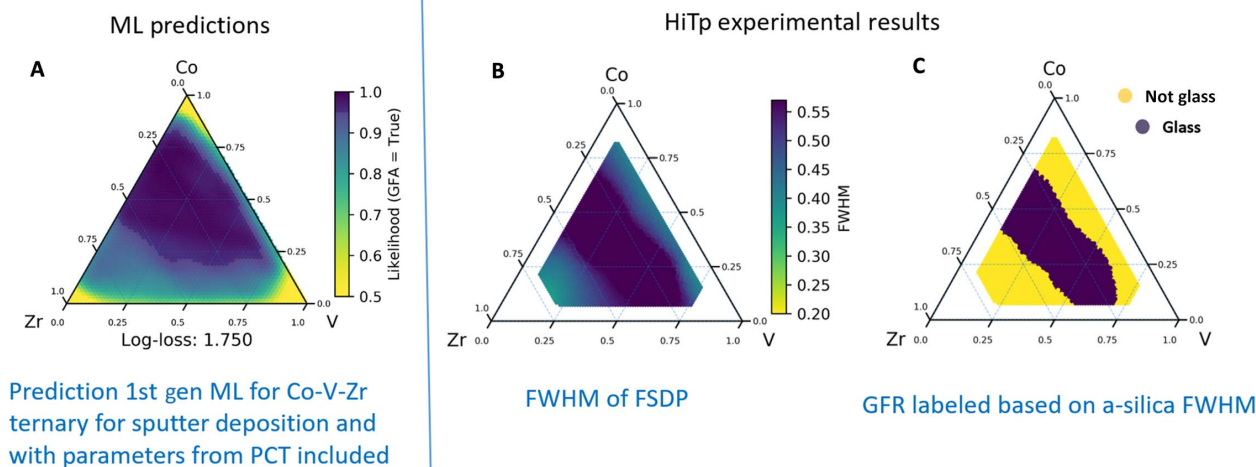 ML predictions
HiTp experimental results
A
Co
0.0
1.0
0.25
0.75
0.5
0.5
0.75
0.25
1.0
0.0
Zr
0.0
0.25
0.5
0.75
1.0
V
Log-loss: 1.750
1.0
0.9
0.8
0.7
0.6
0.5
Likelihood (GFA = True)
B
Co
0.0
1.0
0.25
0.75
0.5
0.5
0.75
0.25
1.0
0.0
Zr
0.0
0.25
0.5
0.75
1.0
V
0.55
0.50
0.45
0.40
0.35
0.30
0.25
0.20
FWHM
C
Co
0.0
1.0
0.25
0.75
0.5
0.5
0.75
0.25
1.0
0.0
Zr
0.0
0.25
0.50
0.75
1.0
V
Not glass
Glass
Prediction 1st gen ML for Co-V-Zr
ternary for sputter deposition and
with parameters from PCT included
FWHM of FSDP
GFR labeled based on a-silica FWHM